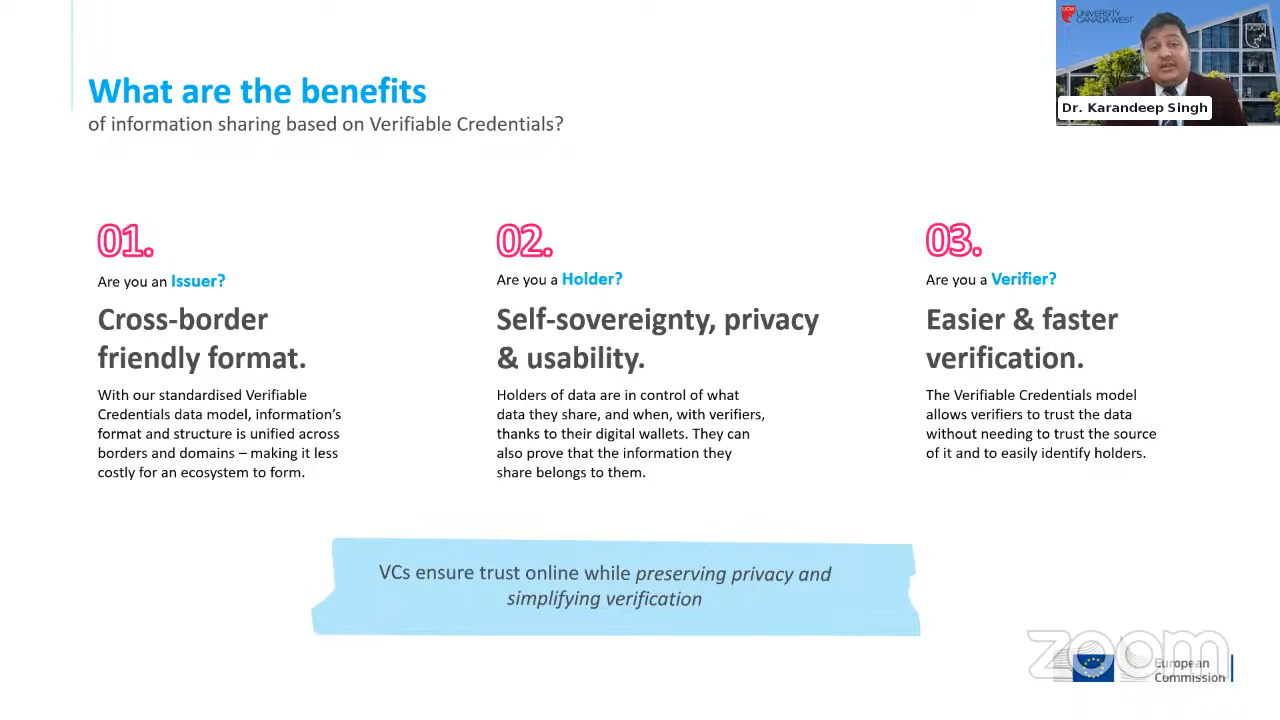 UCW UNIVERSITY
CANADA WEST
UCW
Dr. Karandeep Singh
What are the benefits
of information sharing based on Verifiable Credentials?
01.
Are you an Issuer?
Cross-border
friendly format.
With our standardised Verifiable
Credentials data model, information’s
format and structure is unified across
borders and domains – making it less
costly for an ecosystem to form.
02.
Are you a Holder?
Self-sovereignty, privacy
& usability.
Holders of data are in control of what
data they share, and when, with verifiers,
thanks to their digital wallets. They can
also prove that the information they
share belongs to them.
03.
Are you a Verifier?
Easier & faster
verification.
The Verifiable Credentials model
allows verifiers to trust the data
without needing to trust the source
of it and to easily identify holders.
VCs ensure trust online while preserving privacy and
simplifying verification
zoom
European
Commission